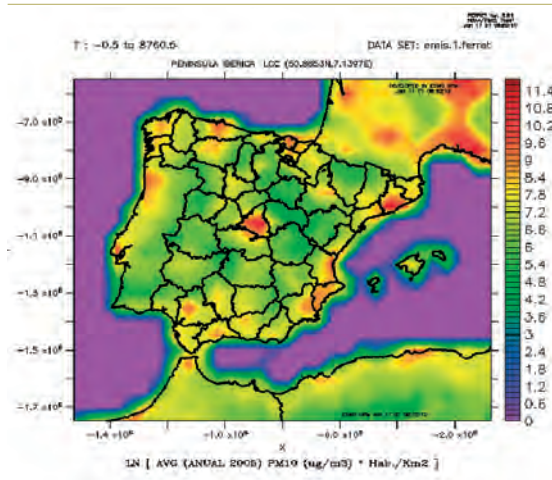 T : -0.5 to 8760.5
DATA SET: emis.1.ferret
PENINSULA IBERICA LCC (50.8853N,7.1397E)
-7.0 x10⁵
-9.0 x10⁵
-1.1 x10⁶
-1.3 x10⁶
-1.5 x10⁶
-1.7 x10⁶
-1.4 x10⁶
-1.0 x10⁶
-6.0 x10⁵
-2.0 x10⁵
X
11.4
10.8
10.2
9.6
9.0
8.4
7.8
7.2
6.6
6.0
5.4
4.8
4.2
3.6
3.0
2.4
1.8
1.2
0.6
0
LN [ AVG (ANUAL 2005) PM10 (ug/m3) * Hab./Km2 ]